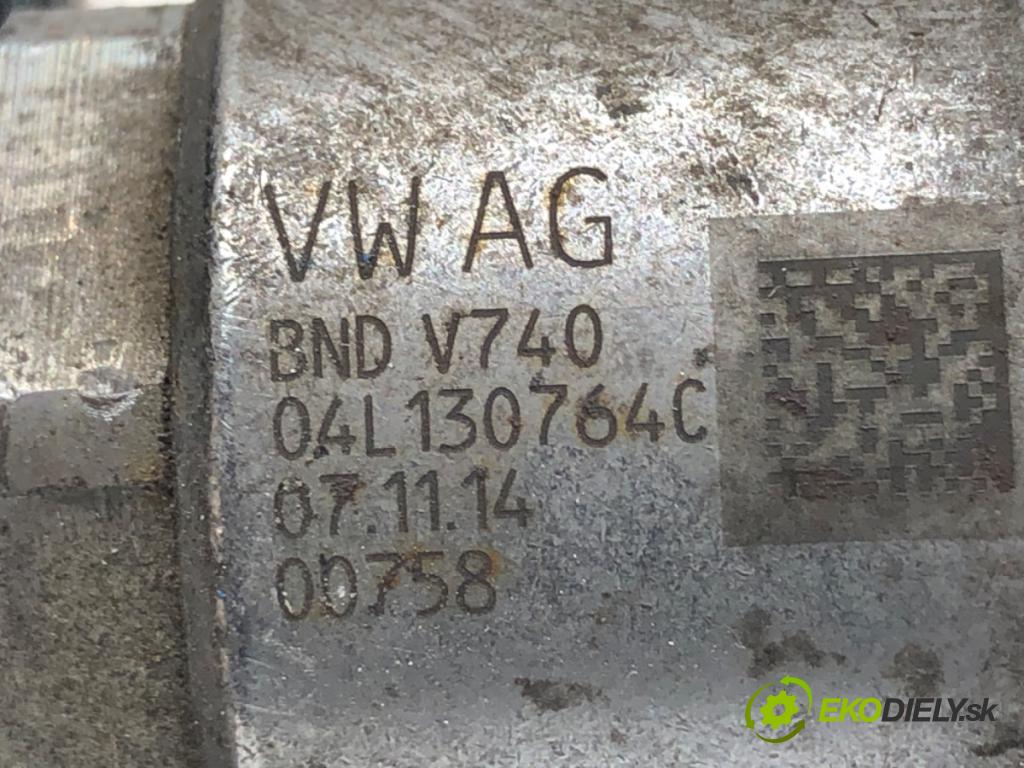 VW AG
BND V740
04L130764C
07.11.14
00758
EKODIELY.sk